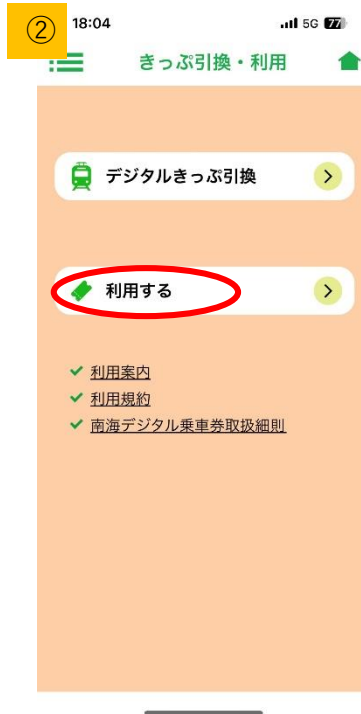 ②
18:04
5G 77
きっぷ引換・利用
デジタルきっぷ引換
利用する
利用案内
利用規約
南海デジタル乗車券取扱細則